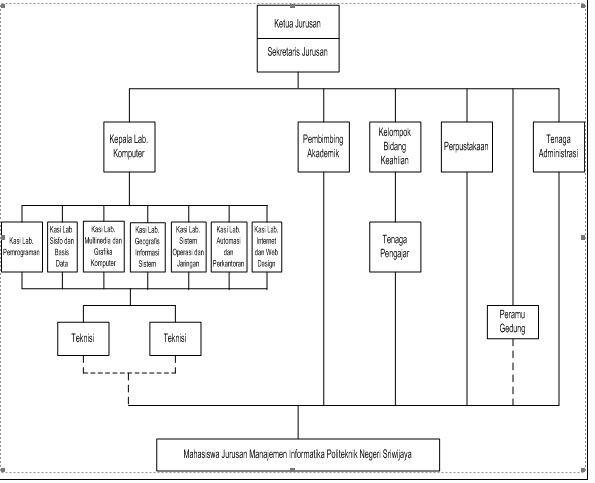 Ketua Jurusan
Sekretaris Jurusan
Kepala Lab.
Komputer
Pembimbing
Akademik
Kelompok
Bidang
Keahlian
Perpustakaan
Tenaga
Administrasi
Kasi Lab.
Pemrograman
Kasi Lab.
Sisfo dan
Basis
Data
Kasi Lab.
Multimedia dan
Grafika
Komputer
Kasi Lab.
Geografis
Informasi
Sistem
Kasi Lab.
Sistem
Operasi dan
Jaringan
Kasi Lab.
Automasi
dan
Perkantoran
Kasi Lab.
Internet
dan Web
Design
Tenaga
Pengajar
Peramu
Gedung
Teknisi
Teknisi
Mahasiswa Jurusan Manajemen Informatika Politeknik Negeri Sriwijaya